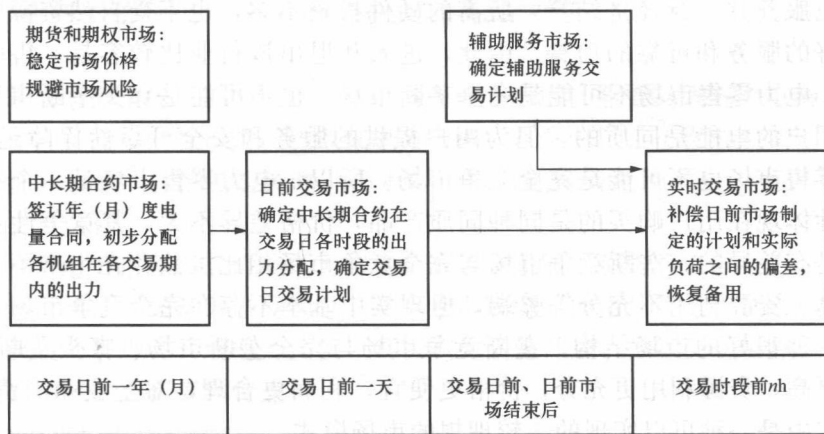 期货和期权市场：
稳定市场价格
规避市场风险
辅助服务市场：
确定辅助服务交
易计划
中长期合约市场：
签订年（月）度电
量合同，初步分配
各机组在各交易期
内的出力
日前交易市场：
确定中长期合约在
交易日各时段的出
力分配，确定交易
日交易计划
实时交易市场：
补偿日前市场制
定的计划和实际
负荷之间的偏差，
恢复备用
交易日前一年（月）
交易日前一天
交易日前、日前市
场结束后
交易时段前nh